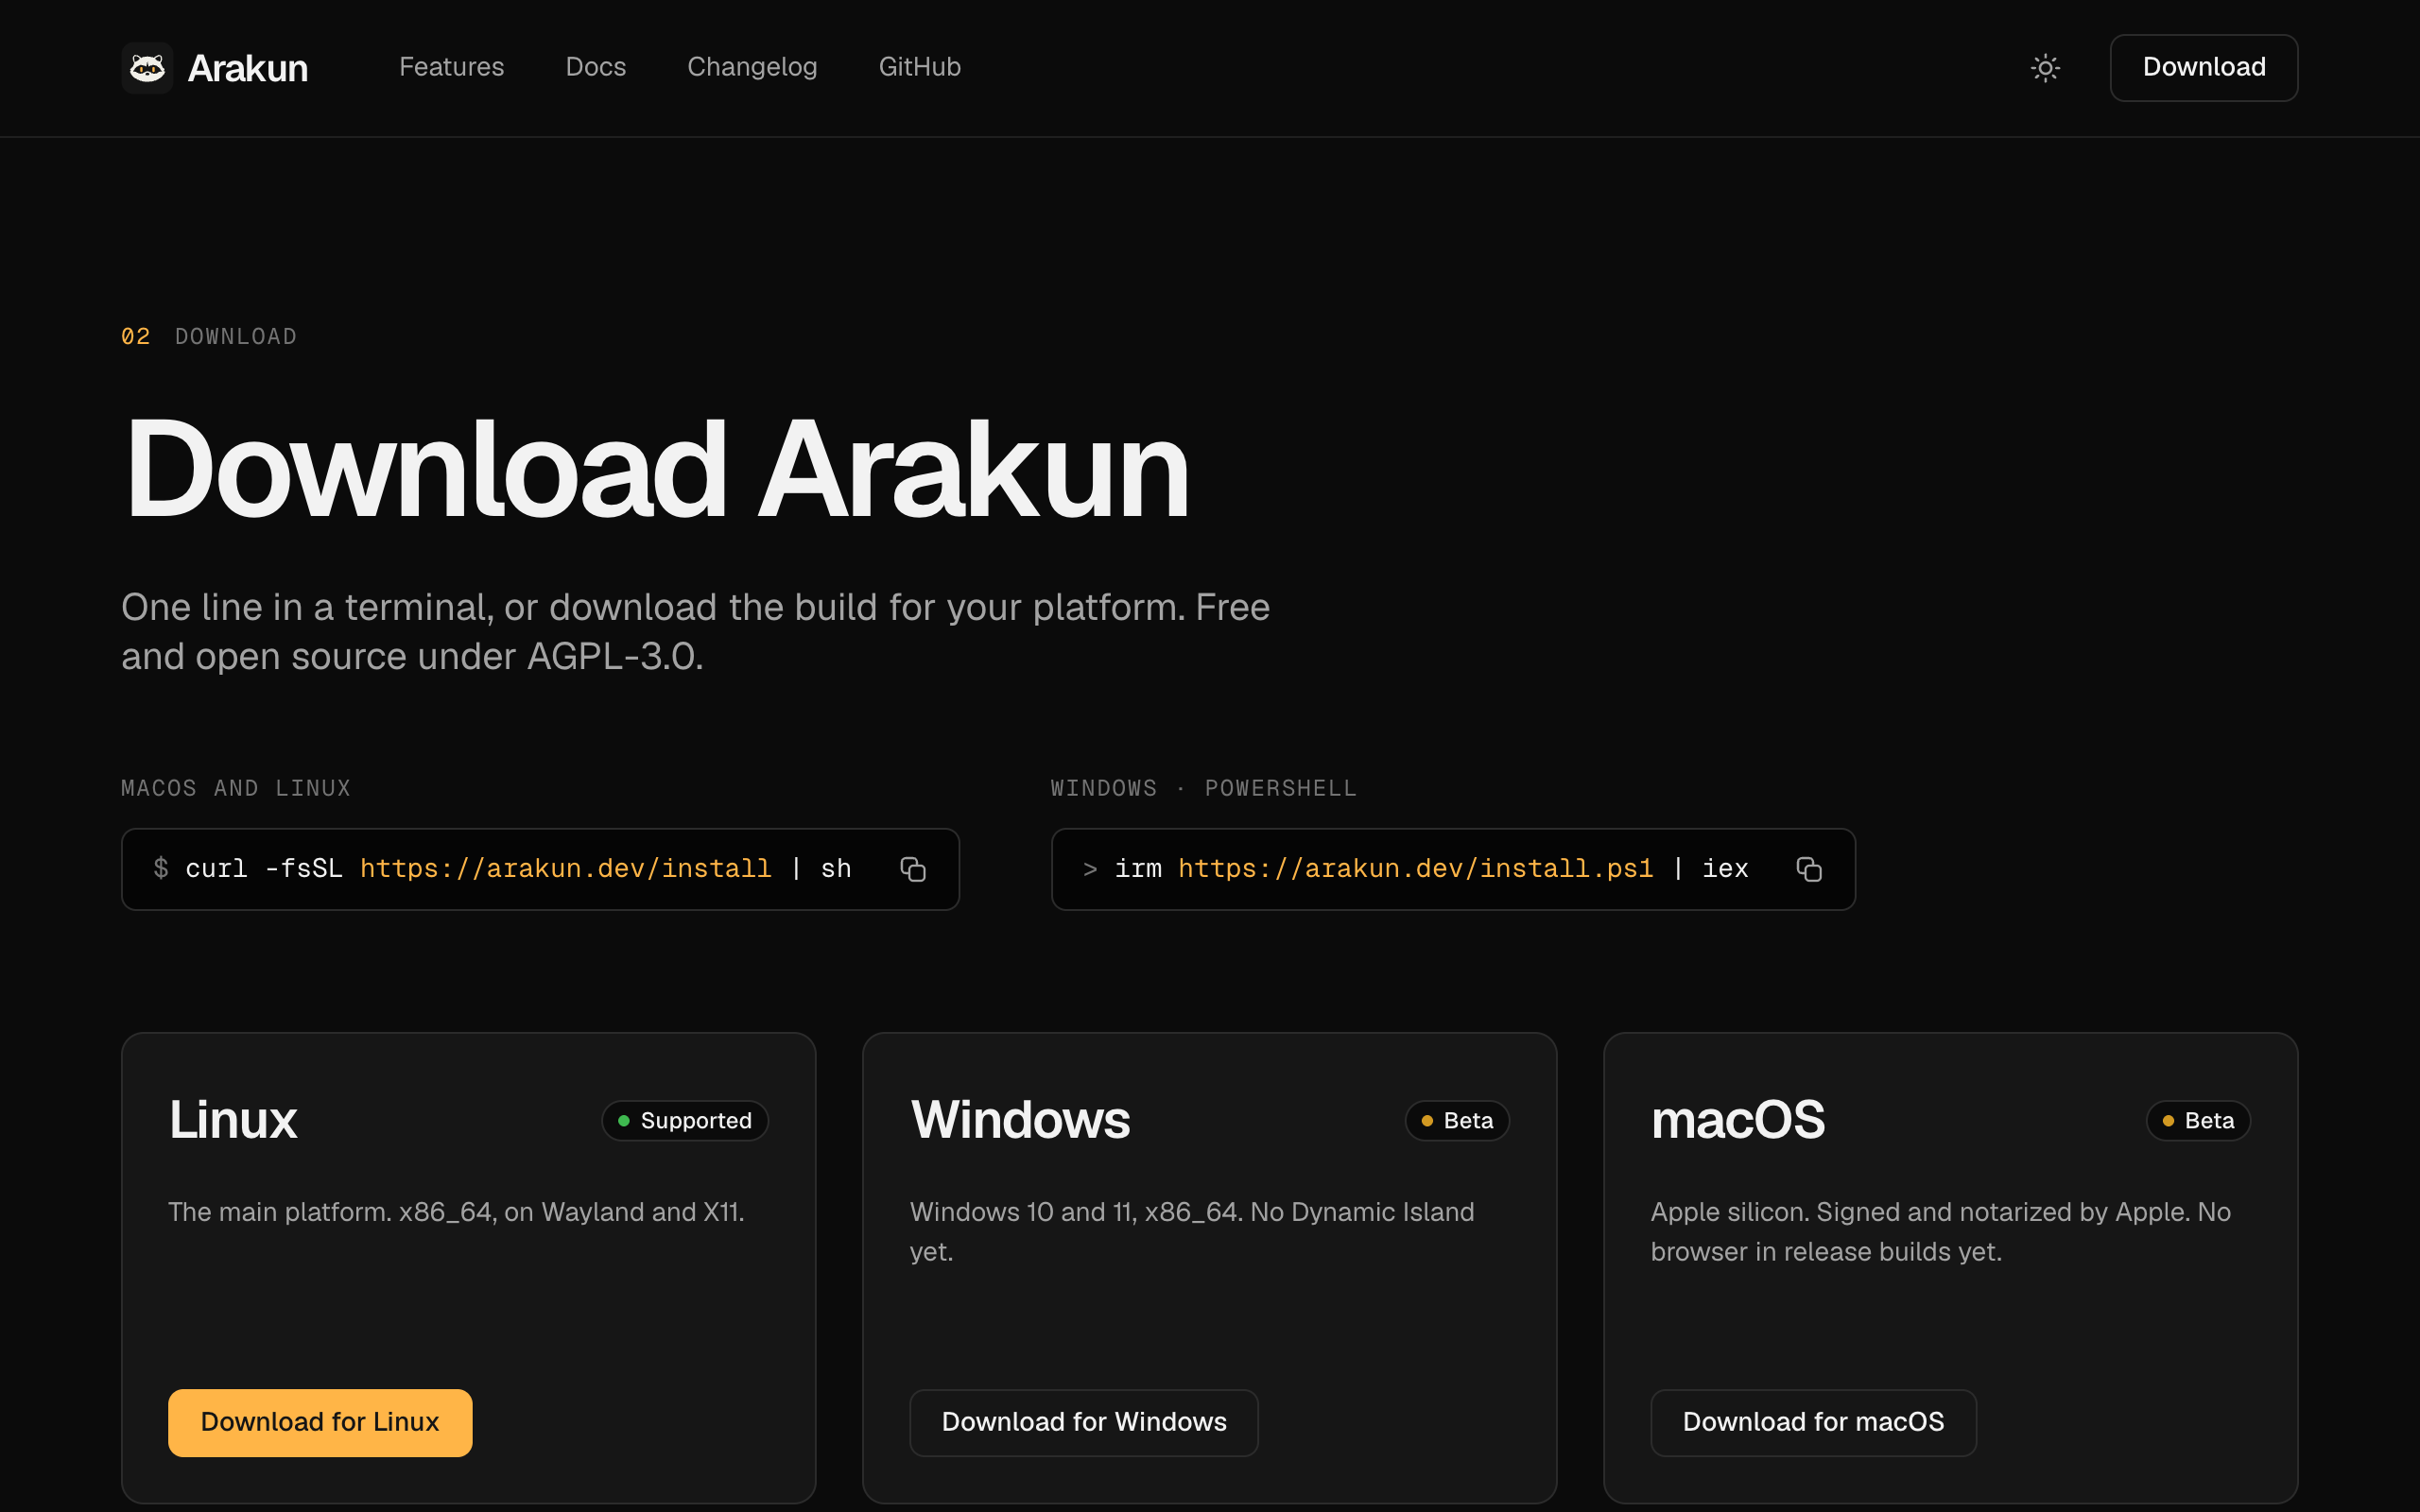 Arakun
Features
Docs
Changelog
GitHub
Download
02 DOWNLOAD
Download Arakun
One line in a terminal, or download the build for your platform. Free
and open source under AGPL-3.0.
MACOS AND LINUX
$ curl -fsSL https://arakun.dev/install | sh
WINDOWS · POWERSHELL
> irm https://arakun.dev/install.ps1 | iex
Linux
Supported
The main platform. x86_64, on Wayland and X11.
Download for Linux
Windows
Beta
Windows 10 and 11, x86_64. No Dynamic Island
yet.
Download for Windows
macOS
Beta
Apple silicon. Signed and notarized by Apple. No
browser in release builds yet.
Download for macOS